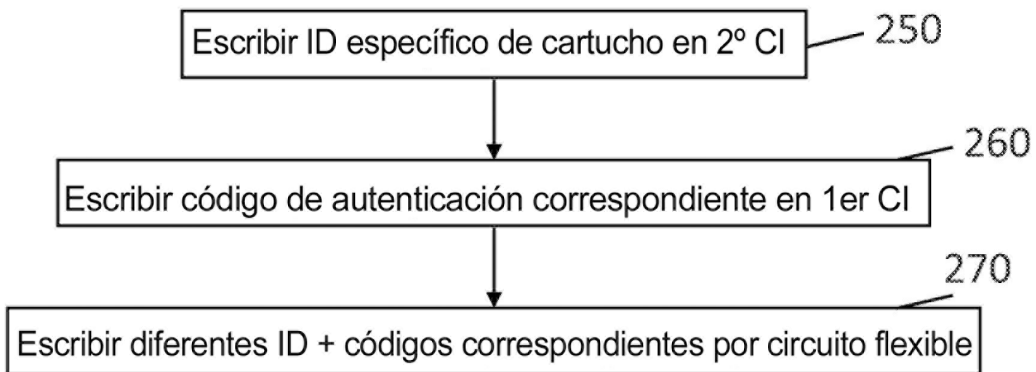 Escribir ID específico de cartucho en 2º CI
250
Escribir código de autenticación correspondiente en 1er CI
260
Escribir diferentes ID + códigos correspondientes por circuito flexible
270